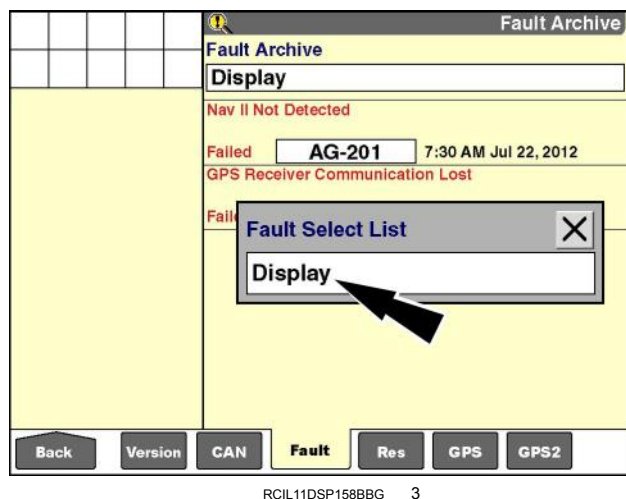 Fault Archive
Fault Archive
Display
Nav II Not Detected
Failed AG-201 7:30 AM Jul 22, 2012
GPS Receiver Communication Lost
Fail
Fault Select List
Display
Back Version CAN Fault Res GPS GPS2
RCIL11DSP158BBG 3